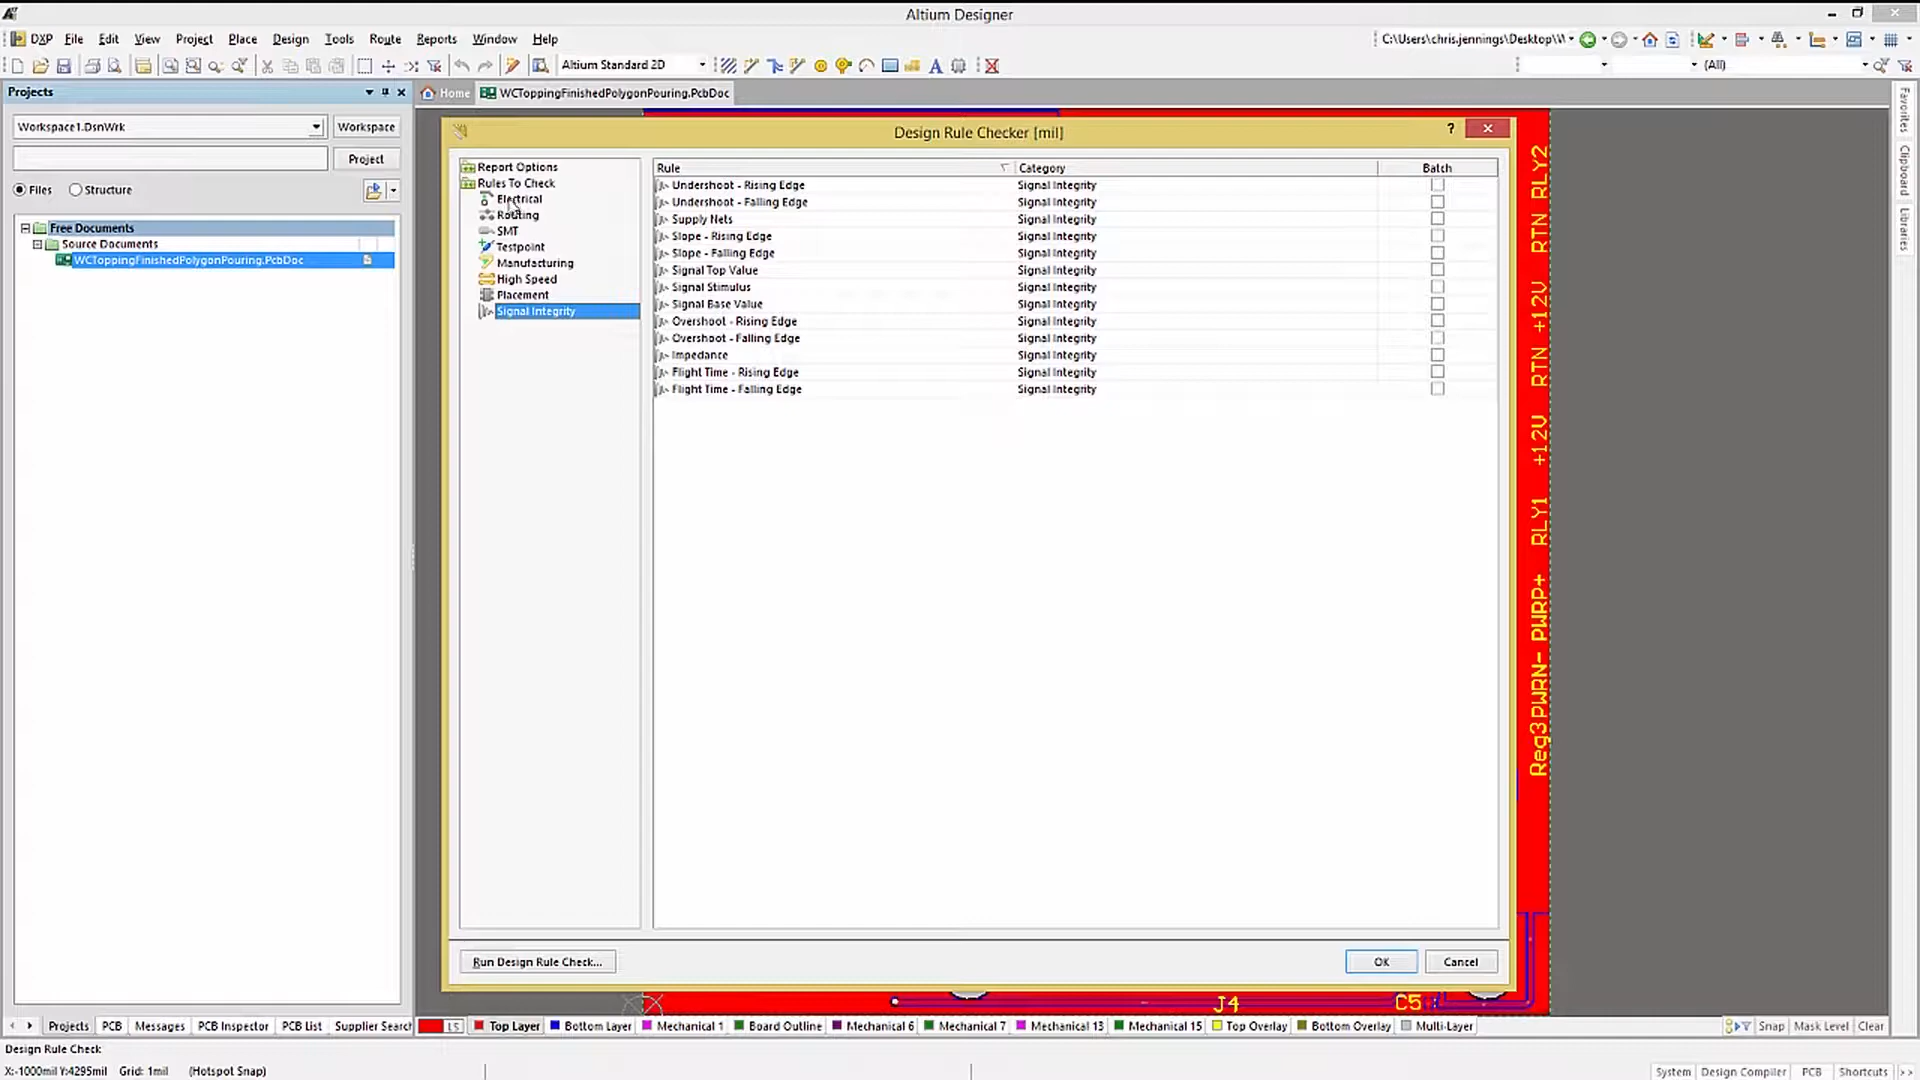 Altium Designer
DXP File Edit View Project Place Design Tools Route Reports Window Help
C:\Users\chris.jennings\Desktop\W
Altium Standard 2D
(All)
Projects
Home
WCToppingFinishedPolygonPouring.PcbDoc
Workspace1.DsnWrk
Workspace
Project
Files
Structure
Free Documents
Source Documents
WCToppingFinishedPolygonPouring.PcbDoc
Design Rule Checker [mil]
?
Report Options
Rules To Check
Electrical
Routing
SMT
Testpoint
Manufacturing
High Speed
Placement
Signal Integrity
Rule Category Batch
Undershoot - Rising Edge Signal Integrity
Undershoot - Falling Edge Signal Integrity
Supply Nets Signal Integrity
Slope - Rising Edge Signal Integrity
Slope - Falling Edge Signal Integrity
Signal Top Value Signal Integrity
Signal Stimulus Signal Integrity
Signal Base Value Signal Integrity
Overshoot - Rising Edge Signal Integrity
Overshoot - Falling Edge Signal Integrity
Impedance Signal Integrity
Flight Time - Rising Edge Signal Integrity
Flight Time - Falling Edge Signal Integrity
Run Design Rule Check...
OK
Cancel
Reg3 PWRN- PWRP+ RLY1 +12V RTN +12V RTN RLY2
J4
C5
Favorites
Clipboard
Libraries
Projects PCB Messages PCB Inspector PCB List Supplier Search
LS Top Layer Bottom Layer Mechanical 1 Board Outline Mechanical 6 Mechanical 7 Mechanical 13 Mechanical 15 Top Overlay Bottom Overlay Multi-Layer
Snap Mask Level Clear
Design Rule Check
X:-1000mil Y:4295mil Grid: 1mil (Hotspot Snap)
System Design Compiler PCB Shortcuts >>